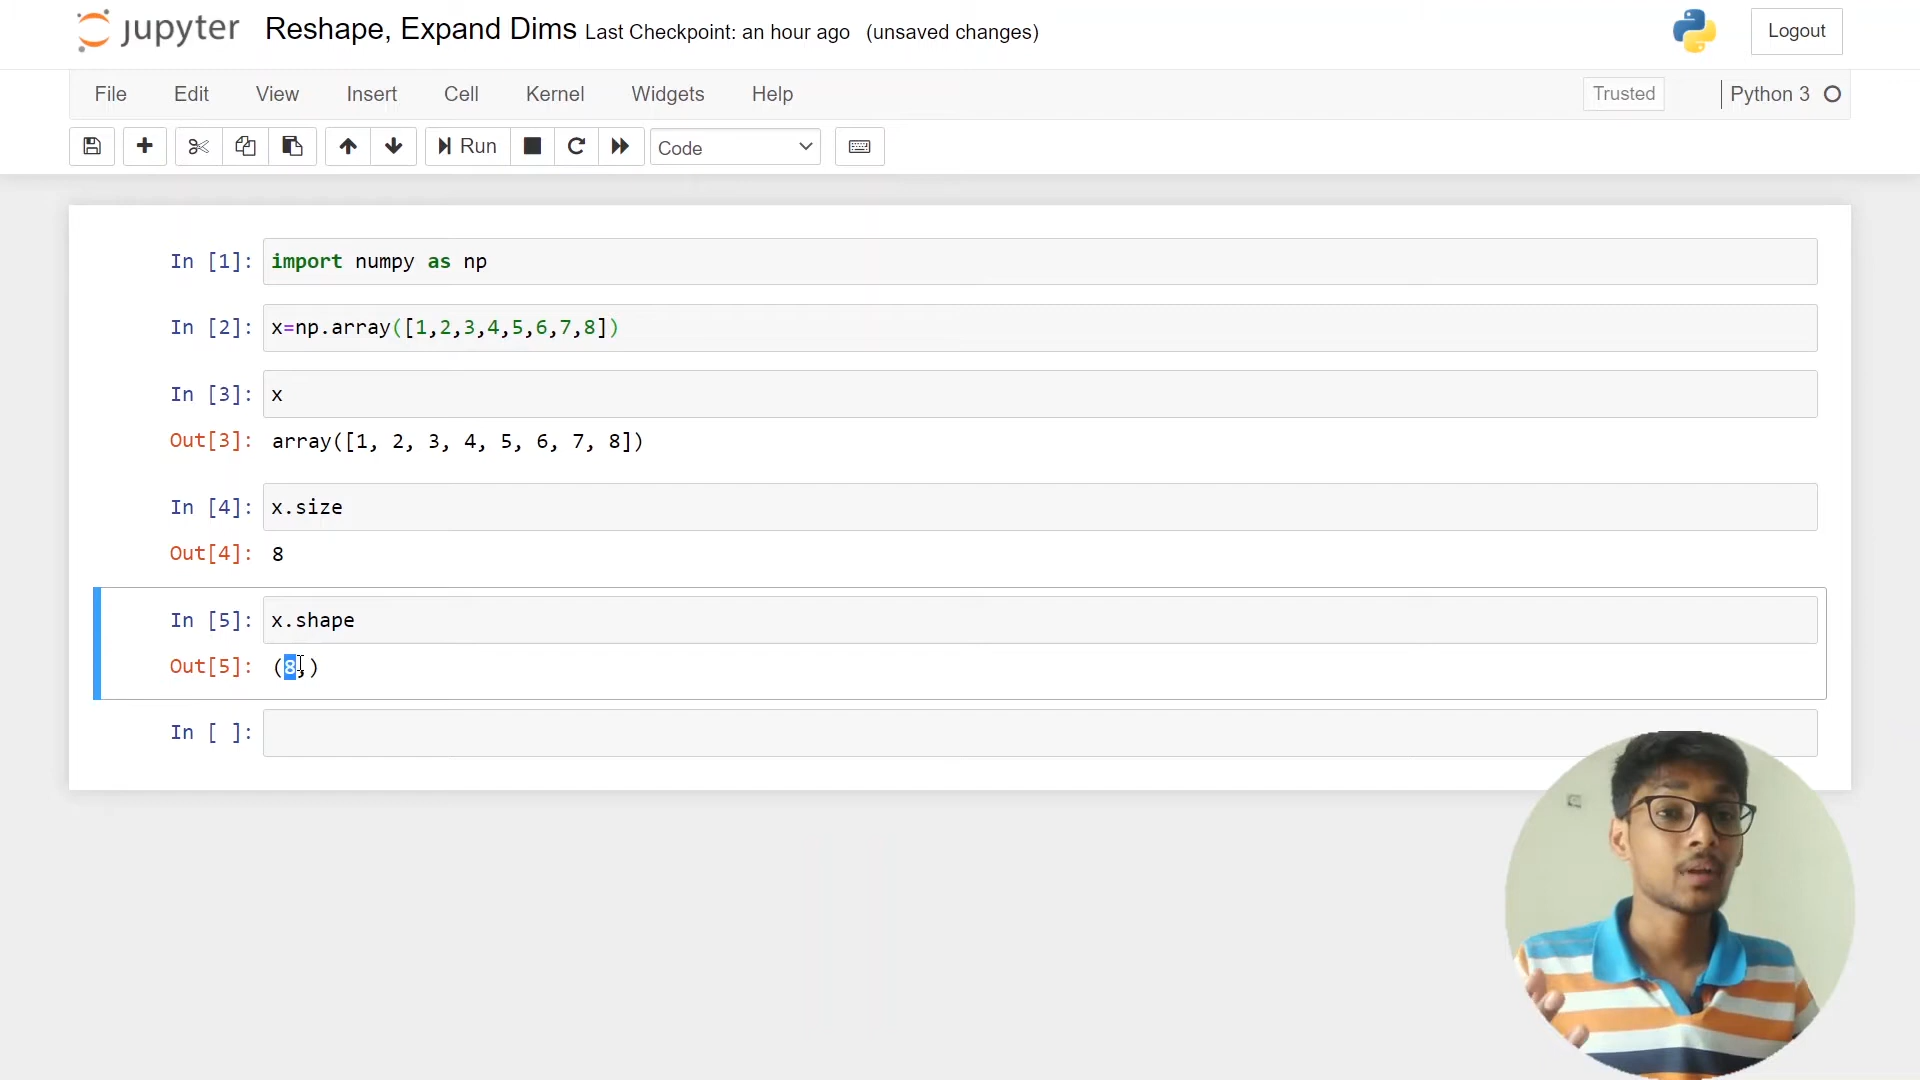 jupyter Reshape, Expand Dims Last Checkpoint: an hour ago (unsaved changes) Logout
File Edit View Insert Cell Kernel Widgets Help Trusted Python 3
Run Code
In [1]: import numpy as np
In [2]: x=np.array([1,2,3,4,5,6,7,8])
In [3]: x
Out[3]: array([1, 2, 3, 4, 5, 6, 7, 8])
In [4]: x.size
Out[4]: 8
In [5]: x.shape
Out[5]: (8,)
In [ ]: